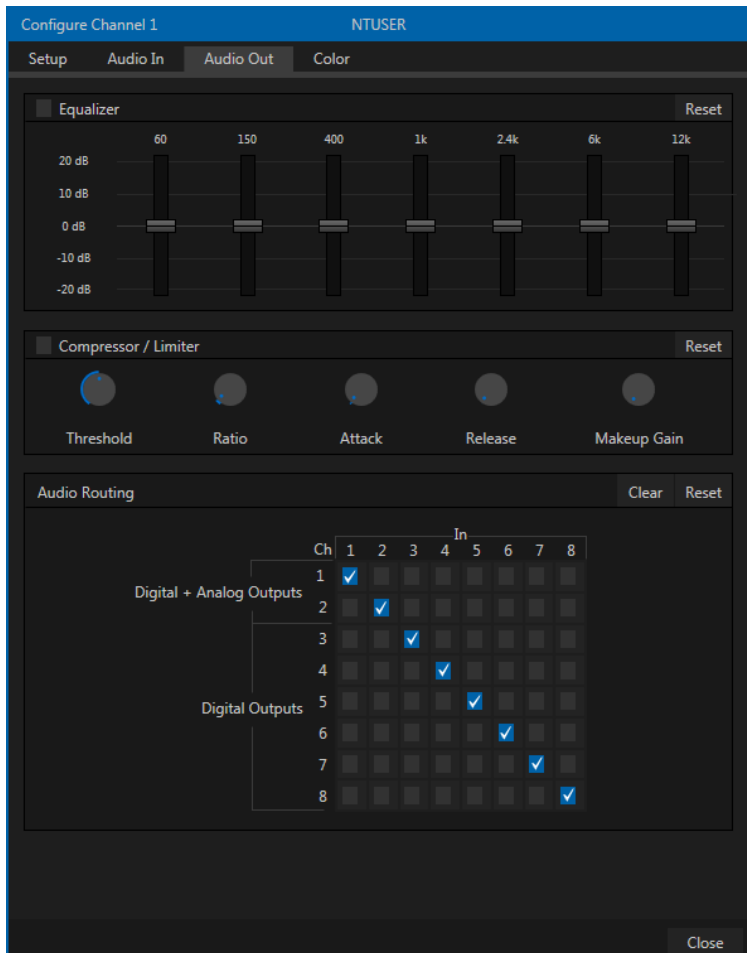 Configure Channel 1 NTUSER
Setup Audio In Audio Out Color
Equalizer Reset
60 150 400 1k 2.4k 6k 12k
20 dB
10 dB
0 dB
-10 dB
-20 dB
Compressor / Limiter Reset
Threshold Ratio Attack Release Makeup Gain
Audio Routing Clear Reset
In
Ch 1 2 3 4 5 6 7 8
1
Digital + Analog Outputs
2
3
4
Digital Outputs 5
6
7
8
Close